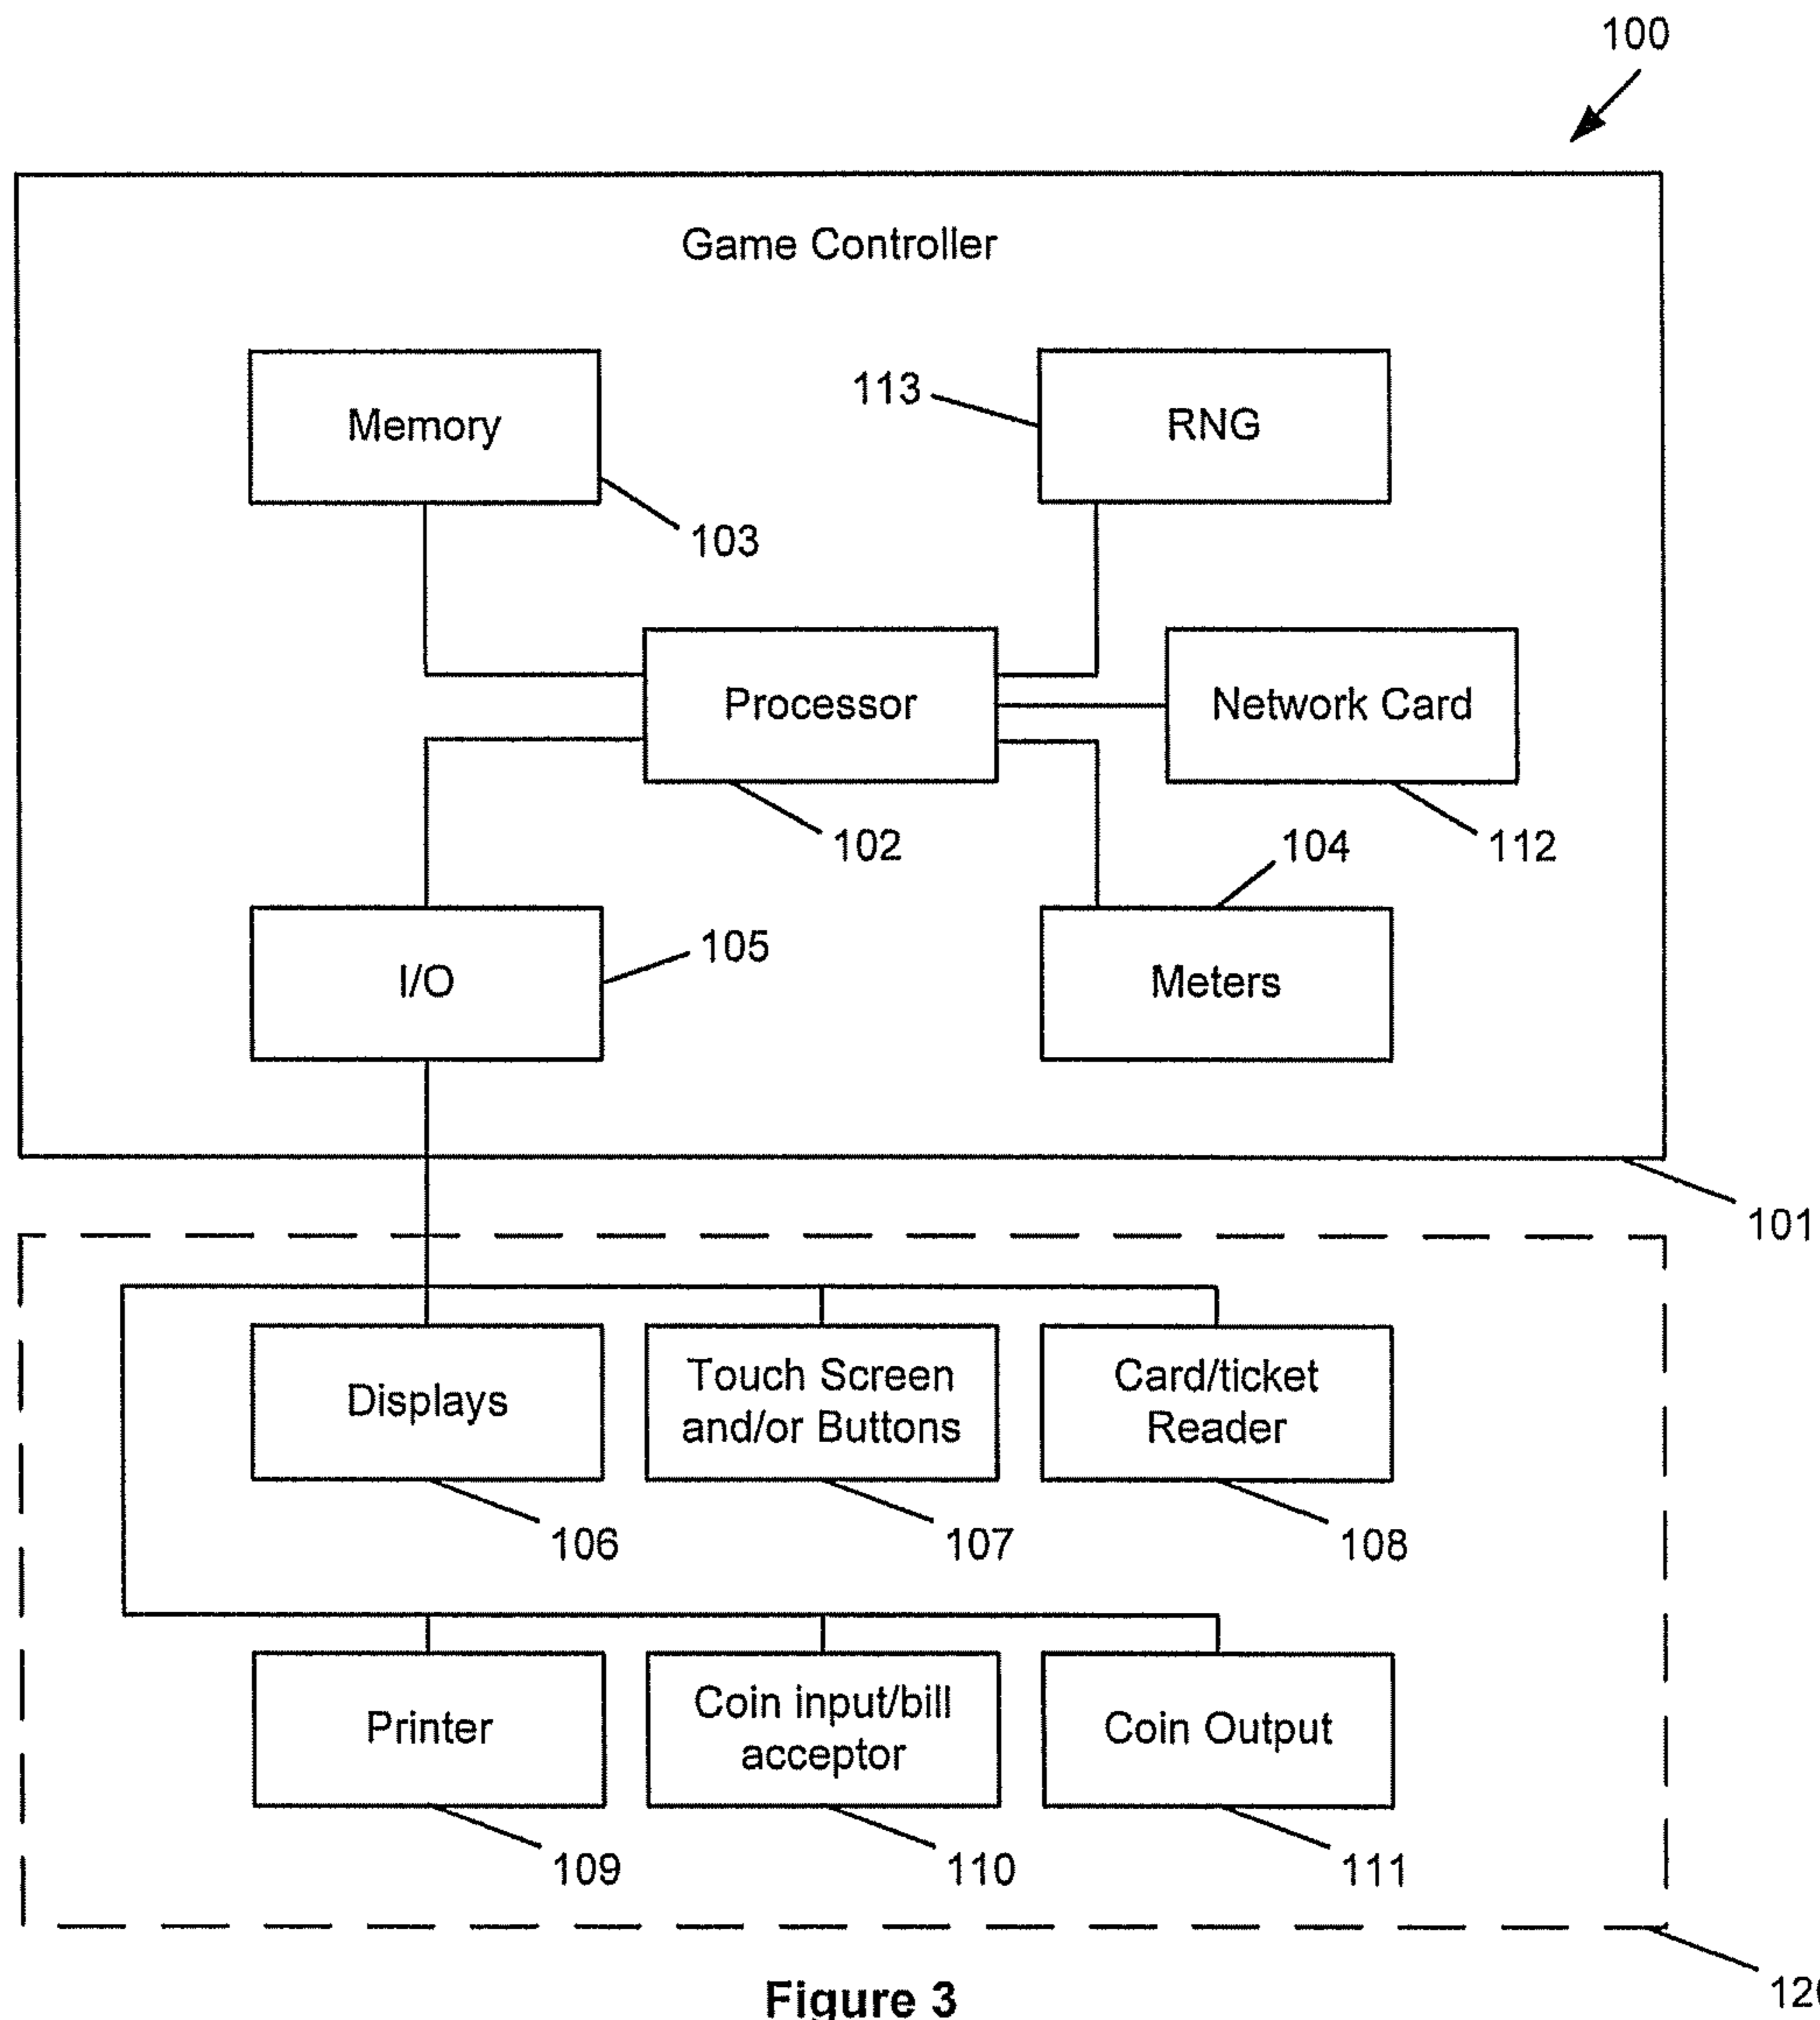 100
Game Controller
Memory
113
RNG
103
Processor
Network Card
102
104
112
I/O
105
Meters
101
Displays
Touch Screen
and/or Buttons
Card/ticket
Reader
106
107
108
Printer
Coin input/bill
acceptor
Coin Output
109
110
111
Figure 3